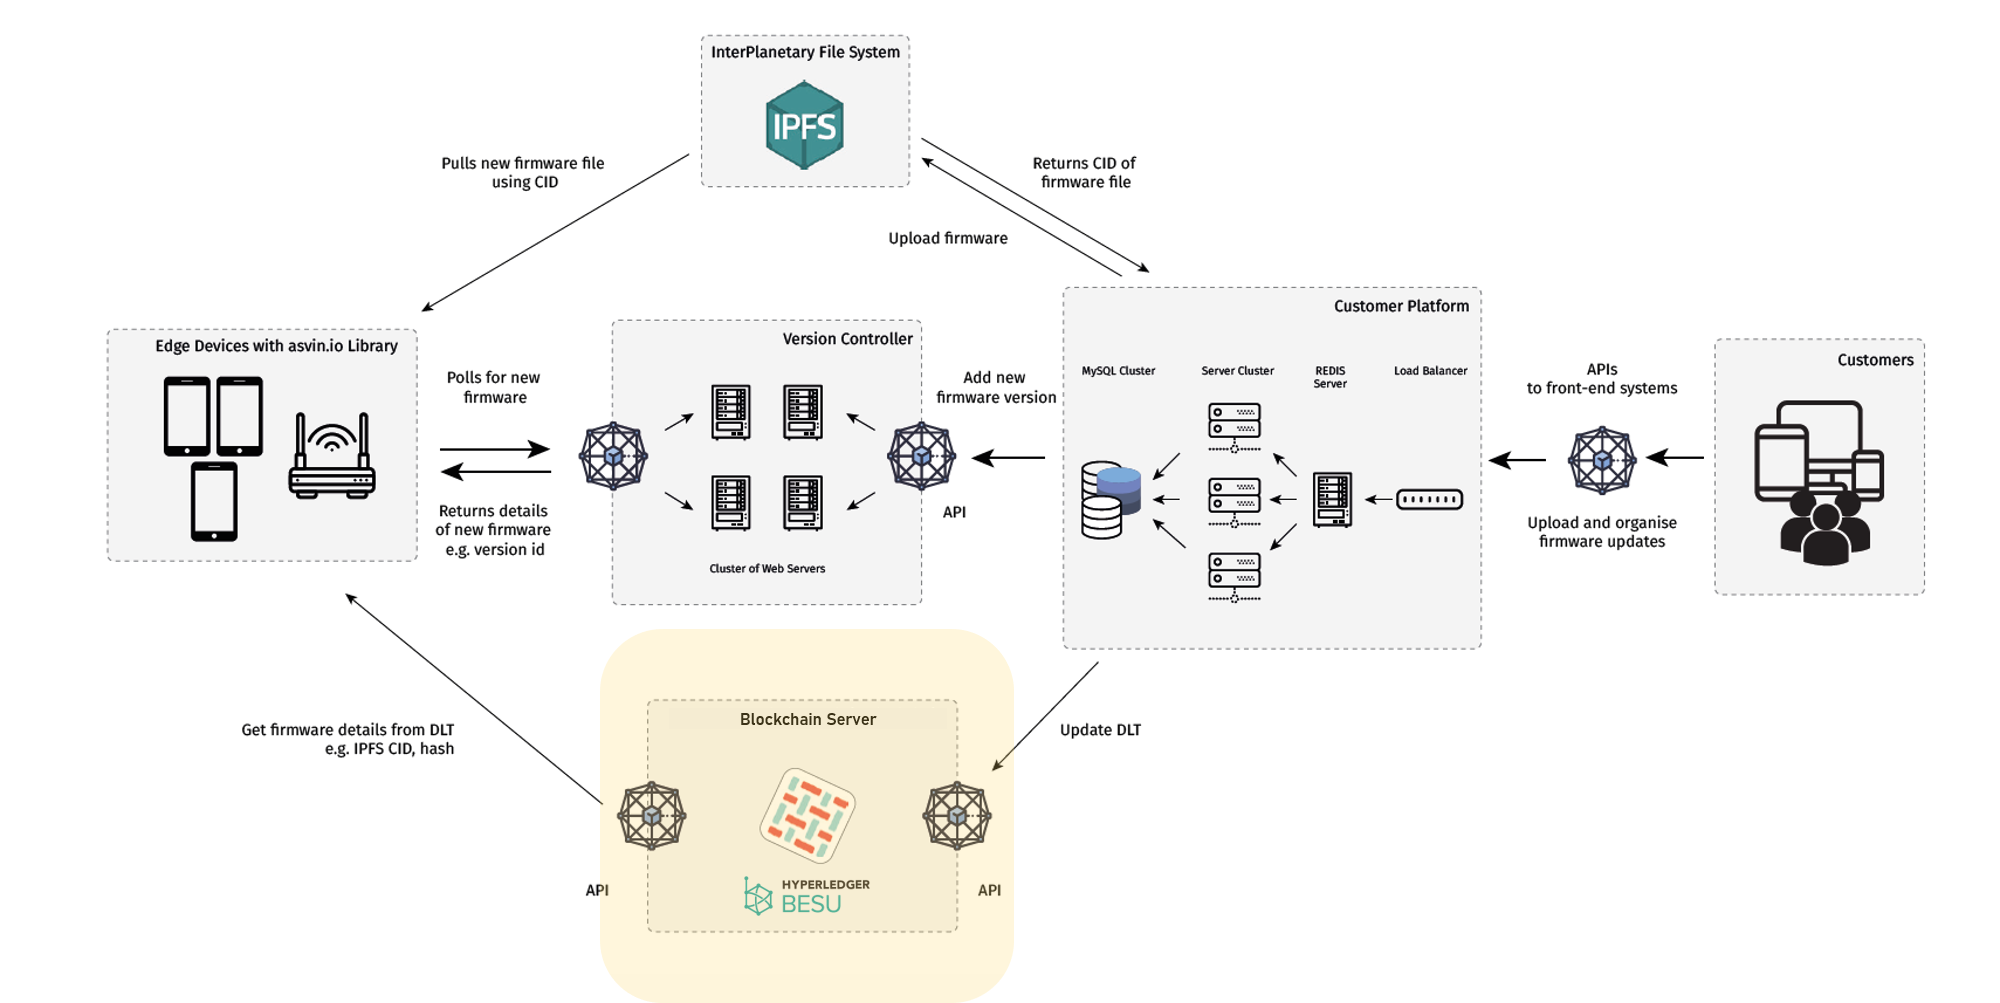 InterPlanetary File System
IPFS
Pulls new firmware file
using CID
Returns CID of
firmware file
Upload firmware
Edge Devices with asvin.io Library
Polls for new
firmware
Returns details
of new firmware
e.g. version id
Version Controller
Cluster of Web Servers
API
Add new
firmware version
Customer Platform
MySQL Cluster
Server Cluster
REDIS
Server
Load Balancer
APIs
to front-end systems
Upload and organise
firmware updates
Customers
Get firmware details from DLT
e.g. IPFS CID, hash
Update DLT
Blockchain Server
HYPERLEDGER
BESU
API
API